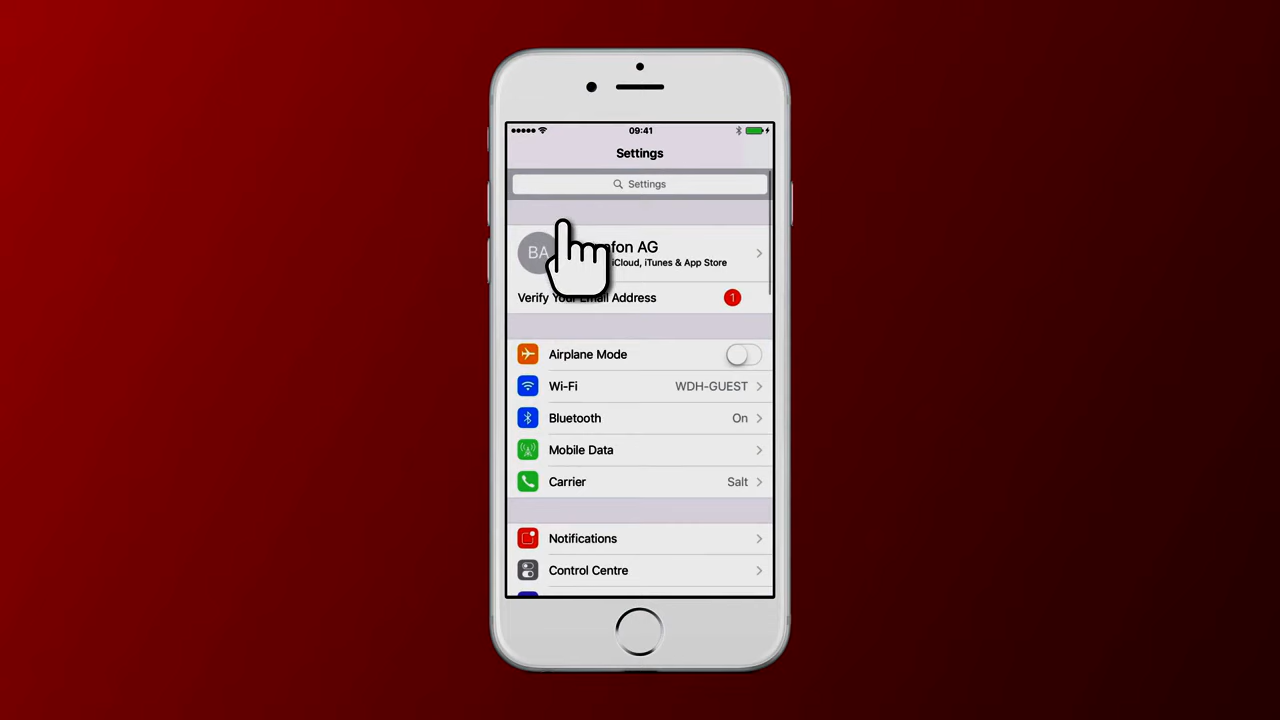 09:41
Settings
Settings
BA fon AG
iCloud, iTunes & App Store
Verify Your Email Address 1
Airplane Mode
Wi-Fi WDH-GUEST
Bluetooth On
Mobile Data
Carrier Salt
Notifications
Control Centre